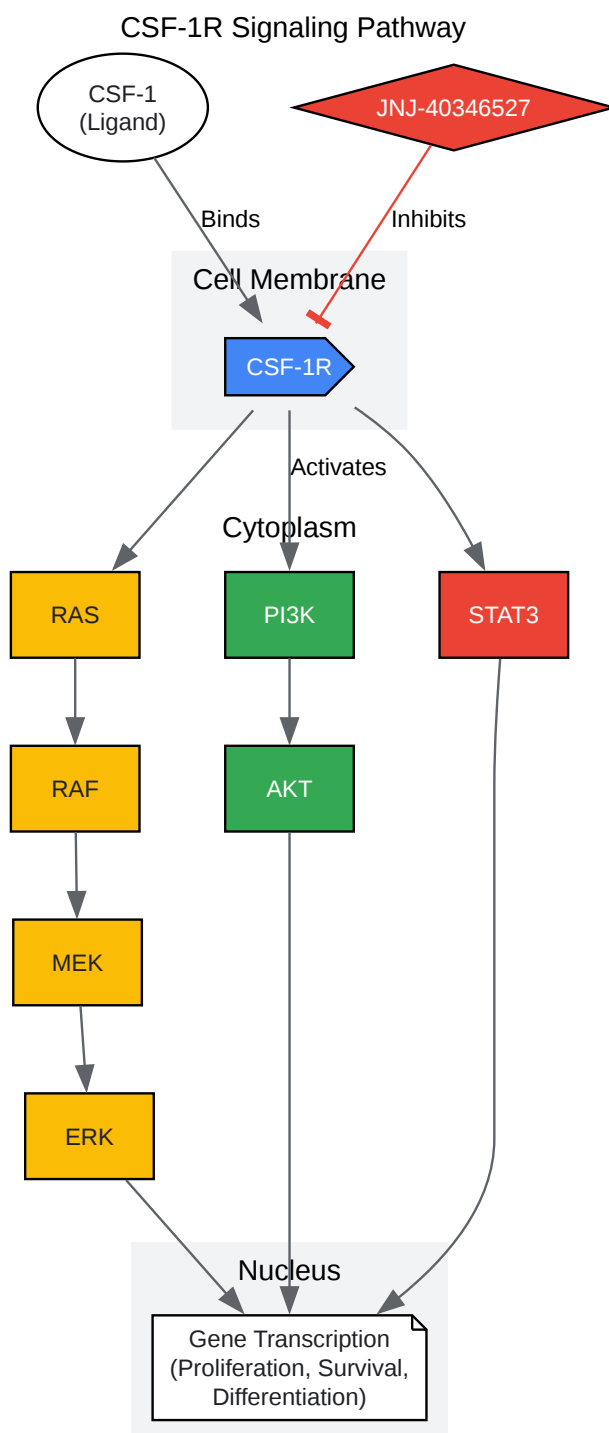 CSF-1R Signaling Pathway
CSF-1
(Ligand)
JNJ-40346527
Binds
Inhibits
Cell Membrane
CSF-1R
Activates
Cytoplasm
RAS
PI3K
STAT3
RAF
AKT
MEK
ERK
Nucleus
Gene Transcription
(Proliferation, Survival,
Differentiation)